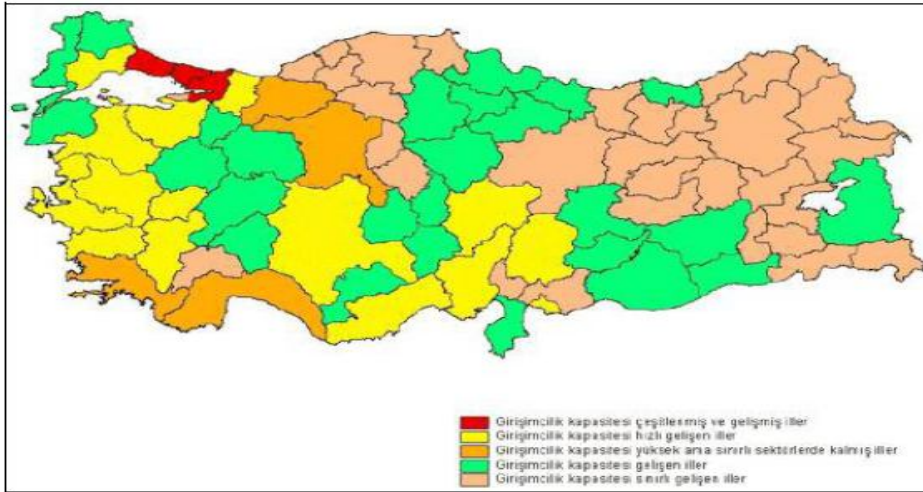 Girişimcilik kapasitesi çeşitlenmiş ve gelişmiş iller
Girişimcilik kapasitesi hızlı gelişen iller
Girişimcilik kapasitesi yüksek ama sınırlı sektörlerde kalmış iller
Girişimcilik kapasitesi gelişen iller
Girişimcilik kapasitesi sınırlı gelişen iller